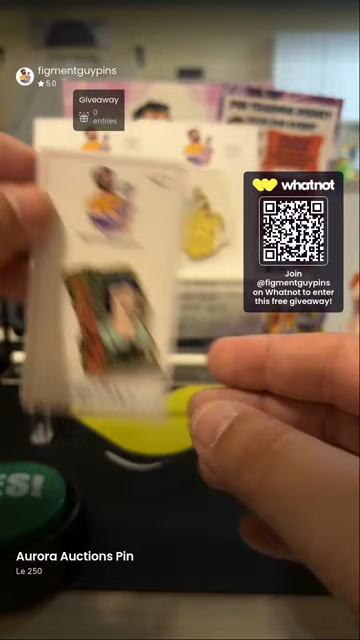 figmentguypins
5.0
Giveaway
0
entries
whatnot
Join
@figmentguypins
on Whatnot to enter
this free giveaway!
Aurora Auctions Pin
Le 250